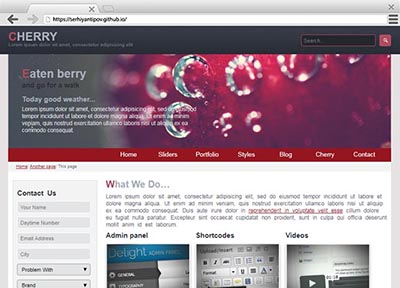 https://serhiyantipov.github.io/
CHERRY
Lorem ipsum dolor sit amet, consectetur adipiscing elit
Search...
Eaten berry
and go for a walk
Today good weather...
Lorem ipsum dolor sit amet, consectetur adipiscing elit, sed do eiusmod
tempor incididunt ut labore et dolore magna aliqua. Ut enim ad minim
veniam, quis nostrud exercitation ullamco laboris nisi ut aliquip ex ea
commodo consequat.
Home Sliders Portfolio Styles Blog Cherry Contact
Home Another page This page
Contact Us
Your Name
Daytime Number
Email Address
City
Problem With
Brand
What We Do...
Lorem ipsum dolor sit amet, consectetur adipiscing elit, sed do eiusmod tempor incididunt ut labore et
dolore magna aliqua. Ut enim ad minim veniam, quis nostrud exercitation ullamco laboris nisi ut aliquip
ex ea commodo consequat. Duis aute irure dolor in reprehenderit in voluptate velit esse cillum dolore
eu fugiat nulla pariatur. Excepteur sint occaecat cupidatat non proident, sunt in culpa qui officia deserunt
mollit anim id est laborum.
Admin panel Shortcodes Videos
Delight ADMIN PANEL
GENERAL
TYPOGRAPHY
Upload/Insert